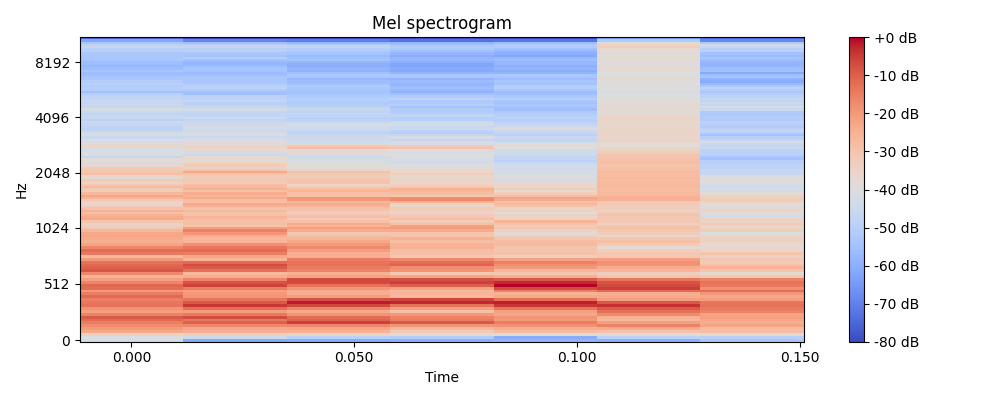 Mel spectrogram
Hz
8192
4096
2048
1024
512
0
0.000
0.050
0.100
0.150
Time
+0 dB
-10 dB
-20 dB
-30 dB
-40 dB
-50 dB
-60 dB
-70 dB
-80 dB